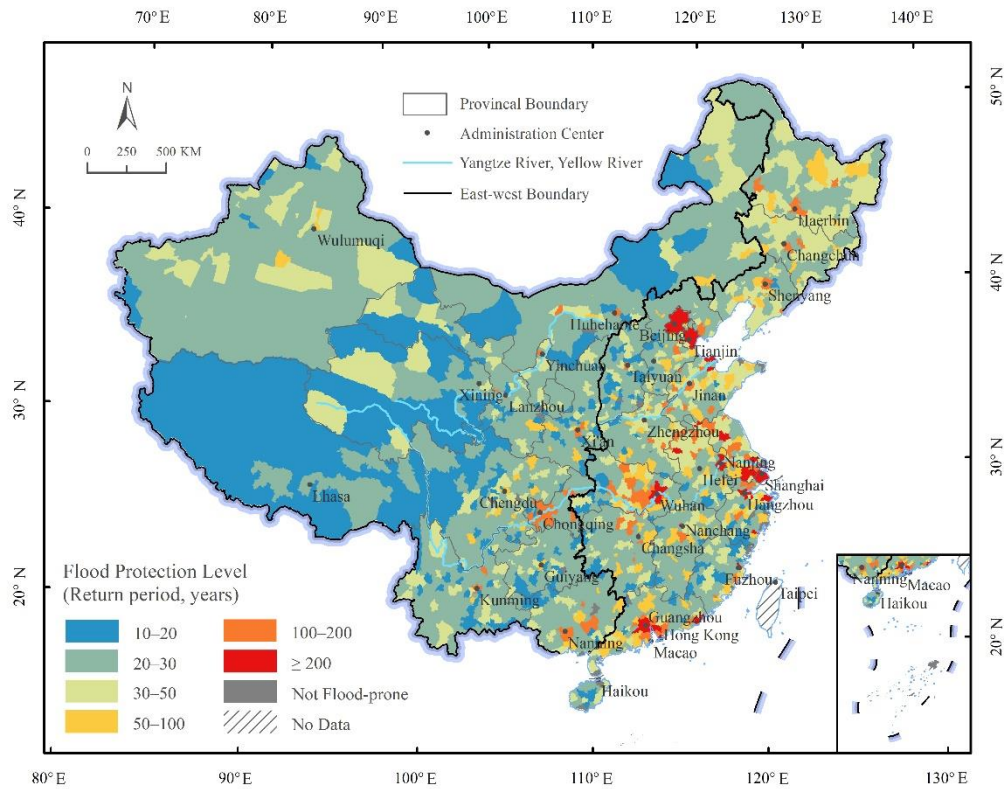 70° E 80° E 90° E 100° E 110° E 120° E 130° E 140° E
N
0 250 500 KM
Provincal Boundary
Administration Center
Yangtze River, Yellow River
East-west Boundary
50° N
40° N
40° N
30° N
30° N
20° N
20° N
Wulumuqi
Haerbin
Changchun
Shenyang
Huhehaote
Beijing
Tianjin
Yinchuan
Taiyuan
Xining
Jinan
Lanzhou
Zhengzhou
Xi'an
Nanjing
Hefei
Shanghai
Lhasa
Chengdu
Wuhan
Hangzhou
Chongqing
Nanchang
Changsha
Guiyang
Fuzhou
Taipei
Kunming
Guangzhou
Nanning
Hong Kong
Macao
Haikou
Nanning
Macao
Haikou
Flood Protection Level
(Return period, years)
10–20
20–30
30–50
50–100
100–200
≥ 200
Not Flood-prone
No Data
80° E 90° E 100° E 110° E 120° E 130° E